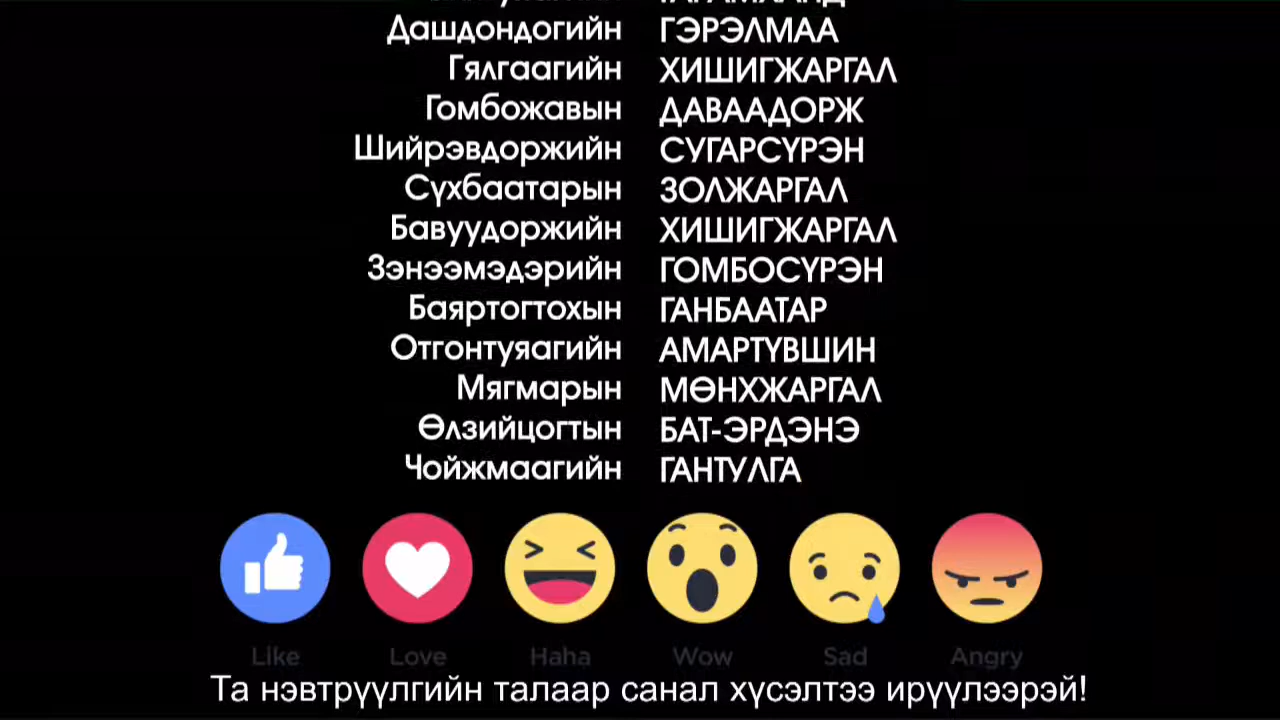 Дашдондогийн ГЭРЭЛМАА
Гялгаагийн ХИШИГЖАРГАЛ
Гомбожавын ДАВААДОРЖ
Шийрэвдоржийн СУГАРСҮРЭН
Сүхбаатарын ЗОЛЖАРГАЛ
Бавуудоржийн ХИШИГЖАРГАЛ
Зэнээмэдэрийн ГОМБОСҮРЭН
Баяртогтохын ГАНБААТАР
Отгонтуяагийн АМАРТҮВШИН
Мягмарын МӨНХЖАРГАЛ
Өлзийцогтын БАТ-ЭРДЭНЭ
Чойжмаагийн ГАНТУЛГА
Like Love Haha Wow Sad Angry
Та нэвтрүүлгийн талаар санал хүсэлтээ ирүүлээрэй!